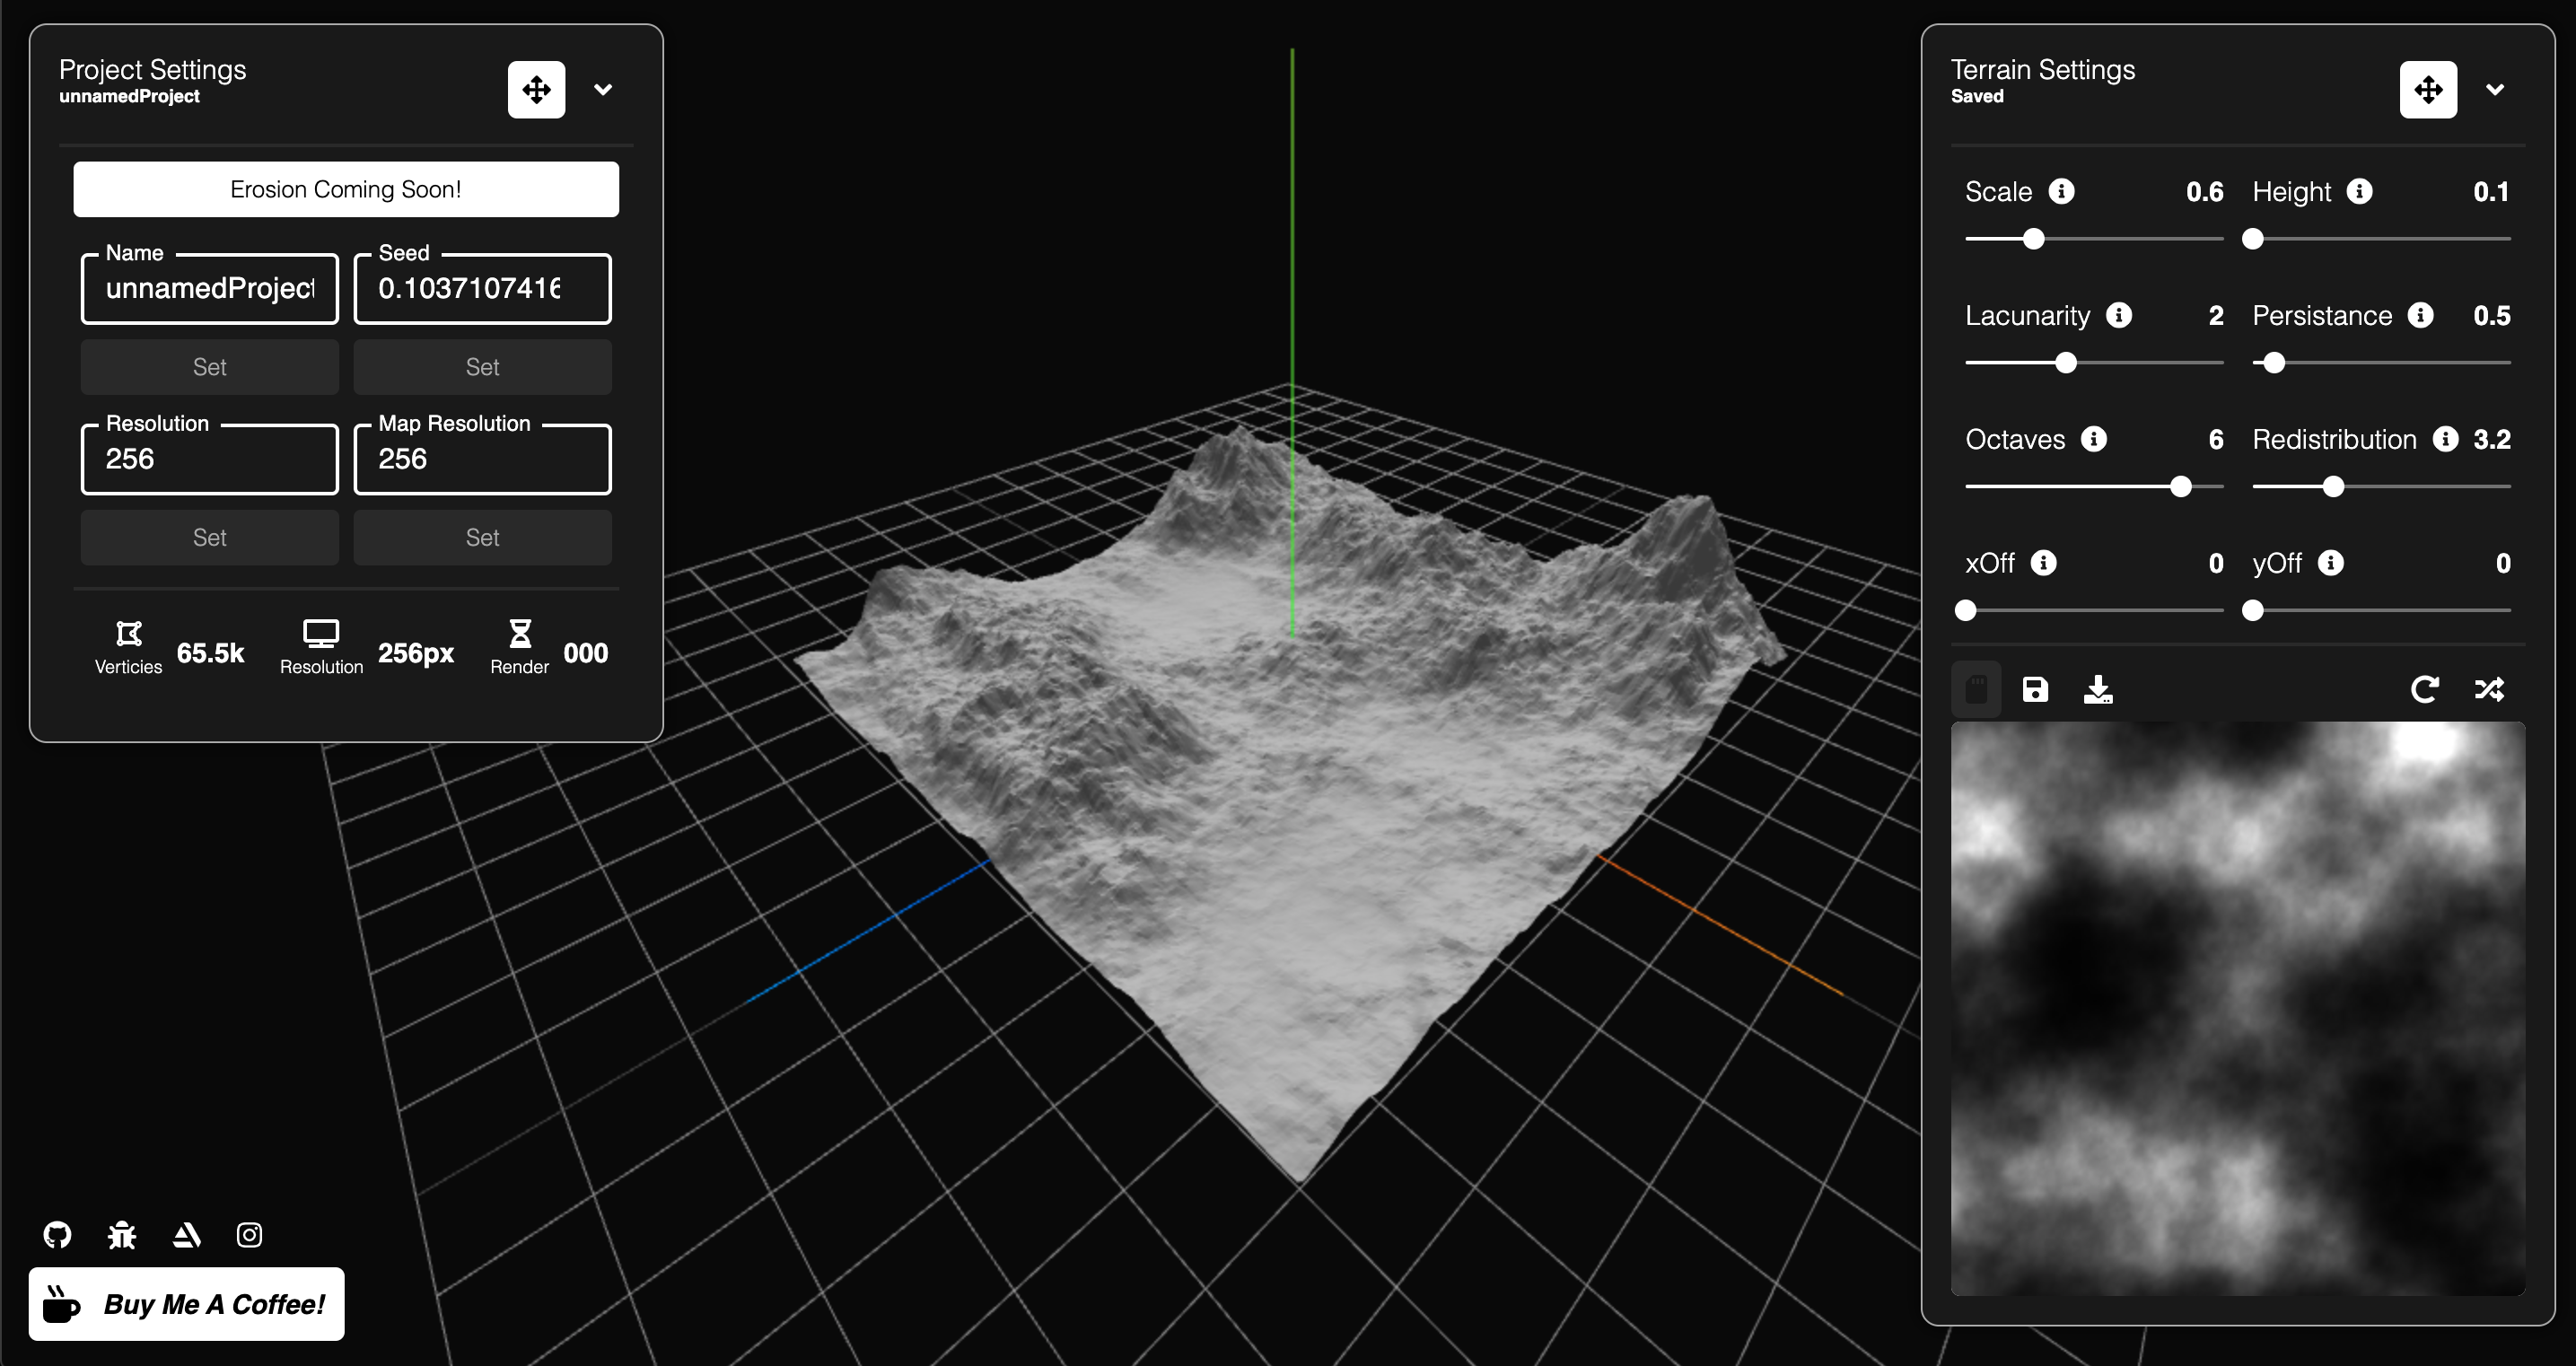 Project Settings
unnamedProject
Erosion Coming Soon!
Name
unnamedProject
Seed
0.1037107416
Set
Set
Resolution
256
Map Resolution
256
Set
Set
Verticies
65.5k
Resolution
256px
Render
000
Buy Me A Coffee!
Terrain Settings
Saved
Scale 0.6
Height 0.1
Lacunarity 2
Persistance 0.5
Octaves 6
Redistribution 3.2
xOff 0
yOff 0